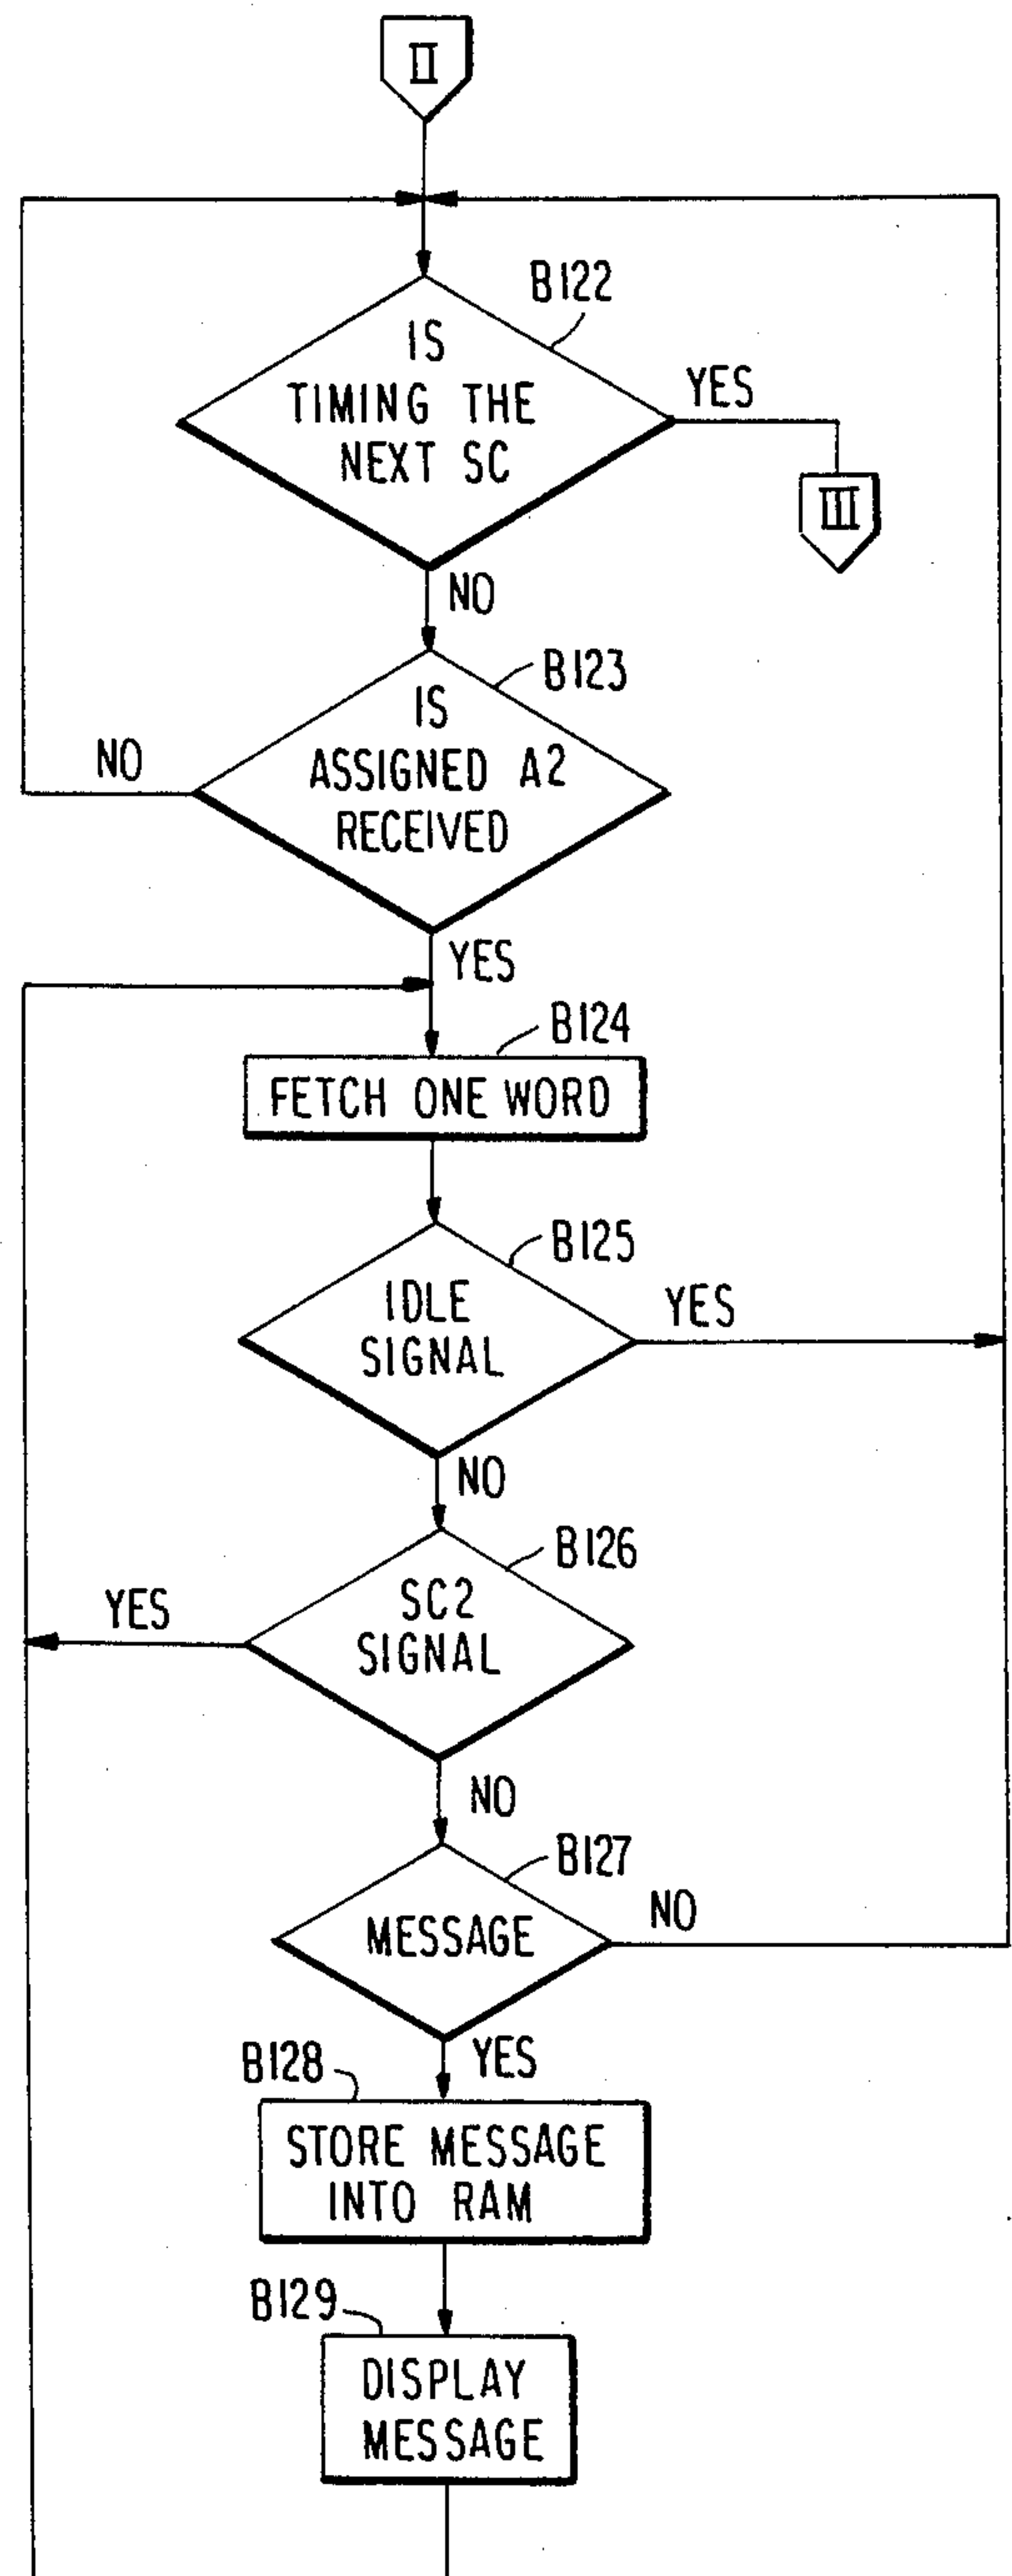 II
B122
IS
TIMING THE
NEXT SC
YES
III
NO
B123
IS
ASSIGNED A2
RECEIVED
NO
YES
B124
FETCH ONE WORD
B125
IDLE
SIGNAL
YES
NO
B126
SC2
SIGNAL
YES
NO
B127
MESSAGE
NO
YES
B128
STORE MESSAGE
INTO RAM
B129
DISPLAY
MESSAGE